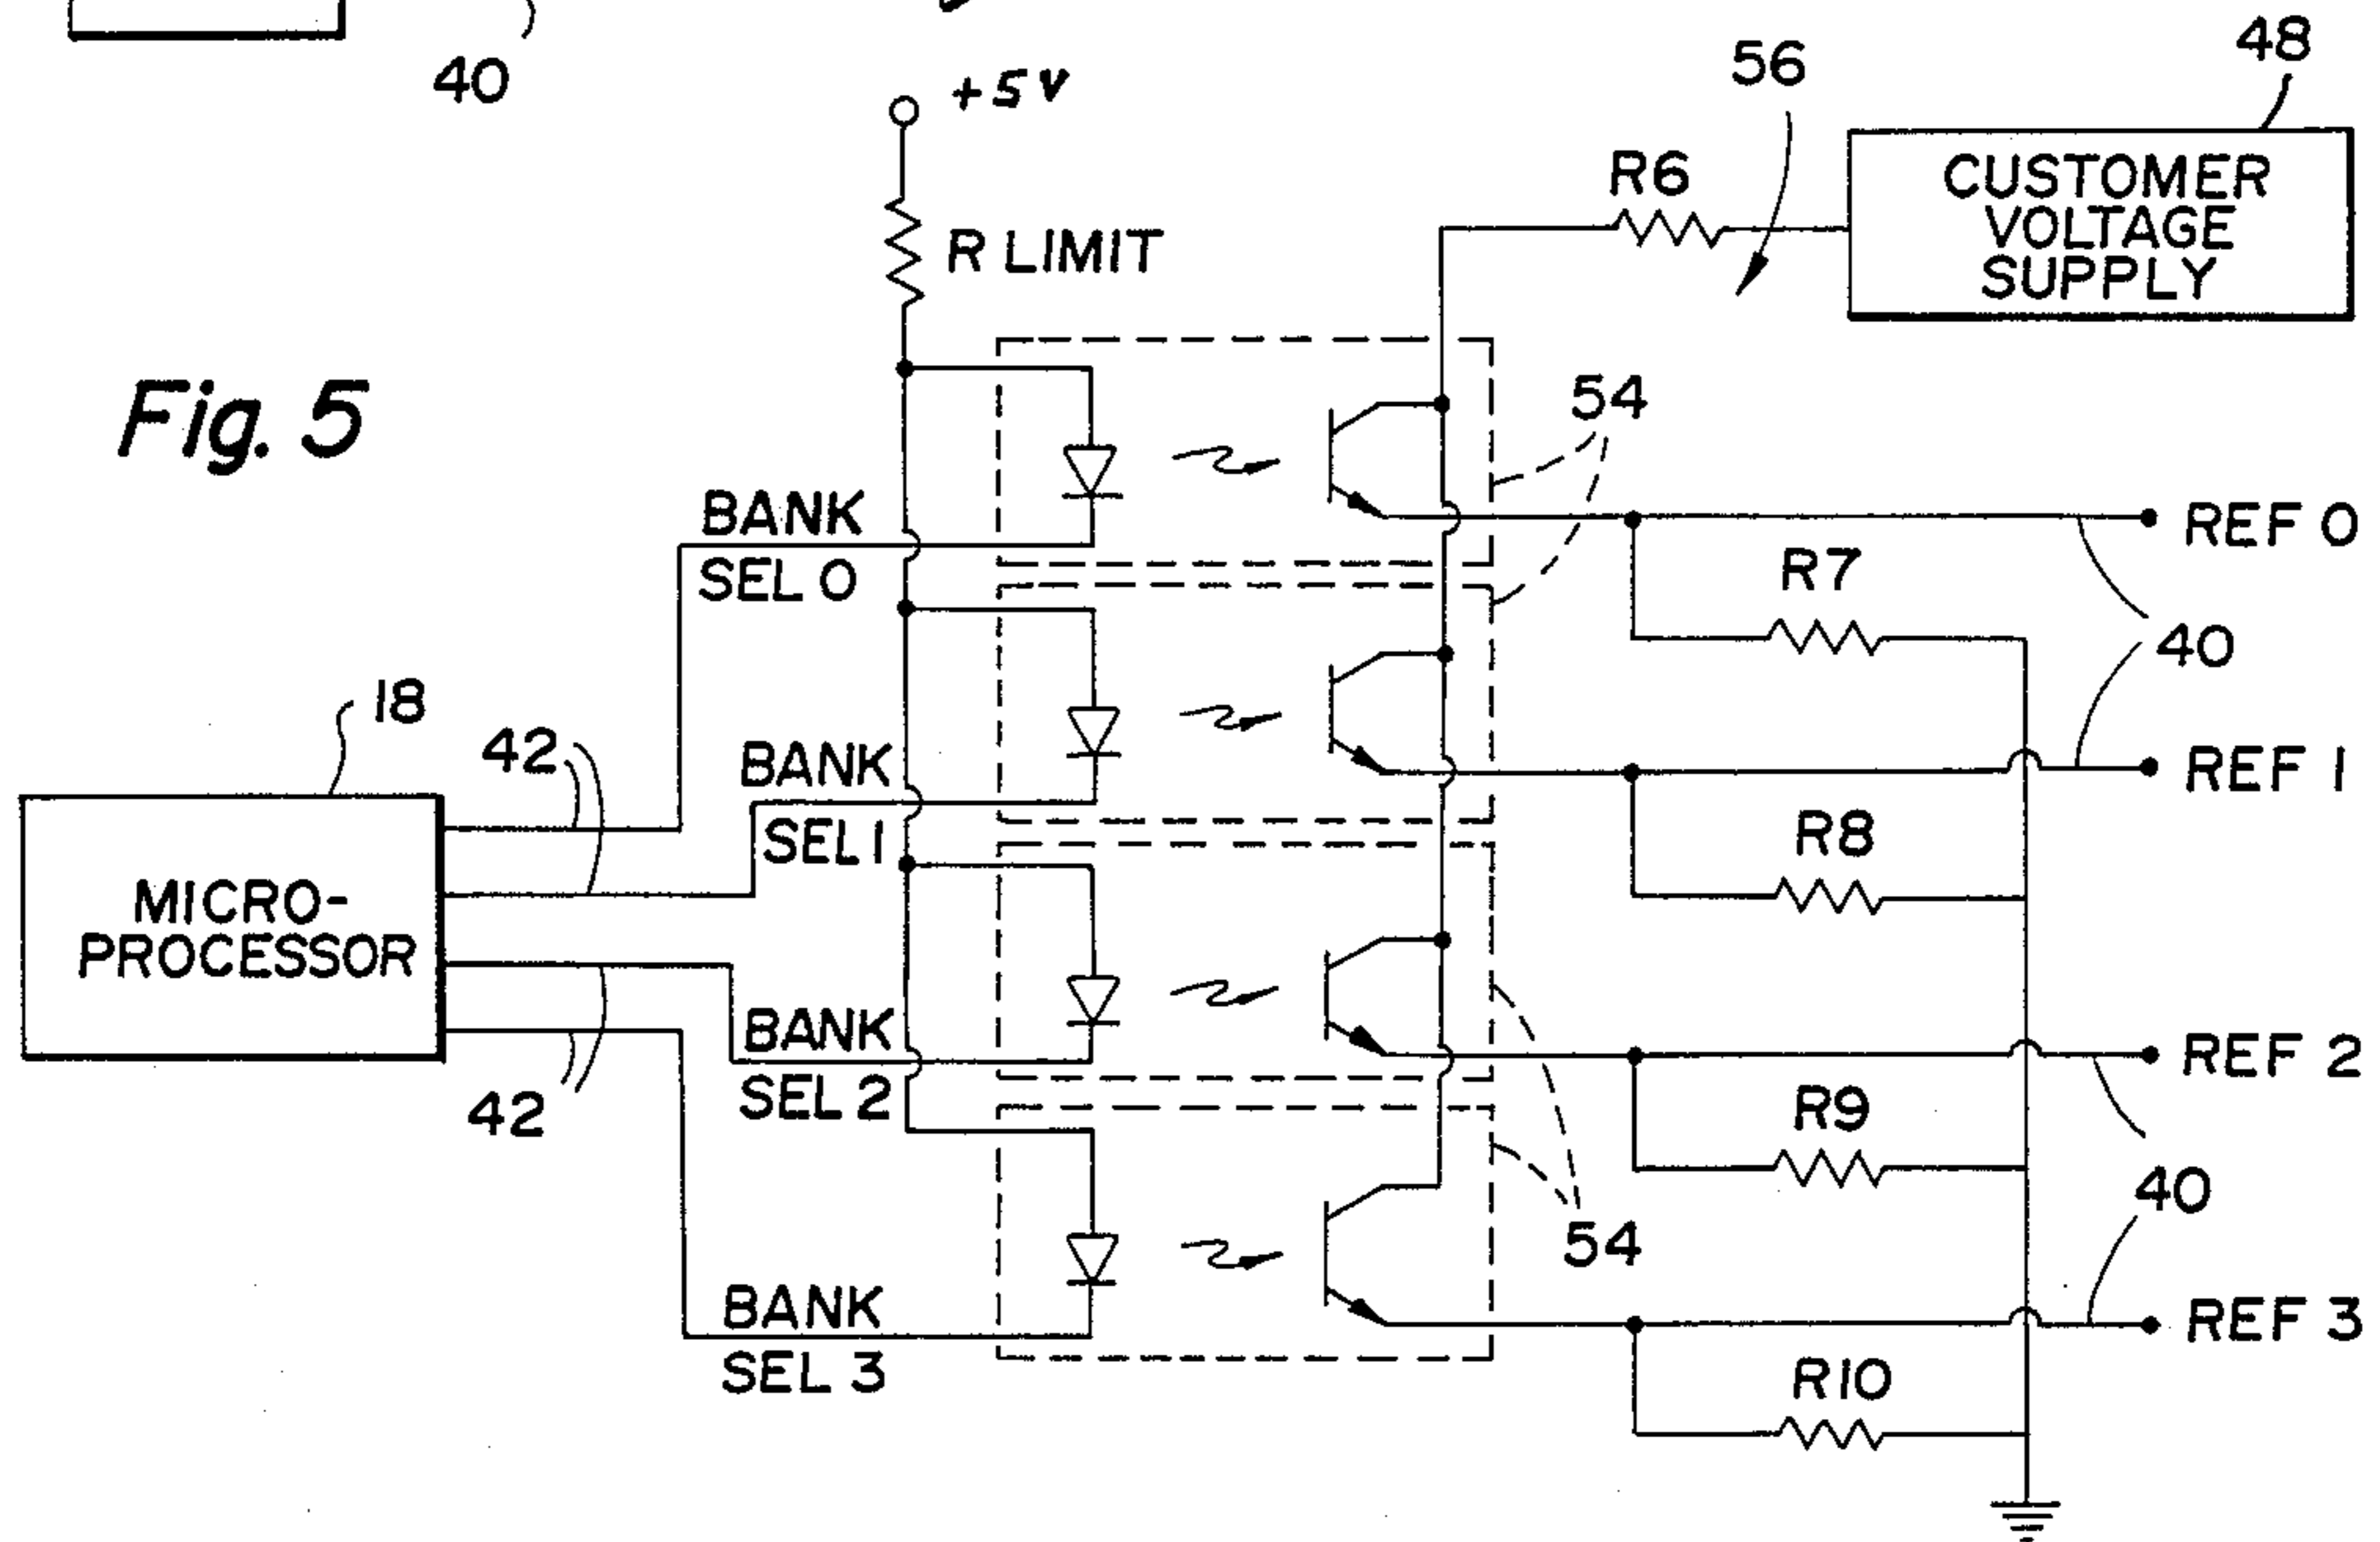 40
+5V
56
48
R6
CUSTOMER
VOLTAGE
SUPPLY
R LIMIT
Fig. 5
54
BANK
SEL 0
REF 0
R7
40
18
42
BANK
SEL 1
REF 1
R8
MICRO-
PROCESSOR
BANK
SEL 2
REF 2
42
R9
40
54
BANK
SEL 3
REF 3
R10